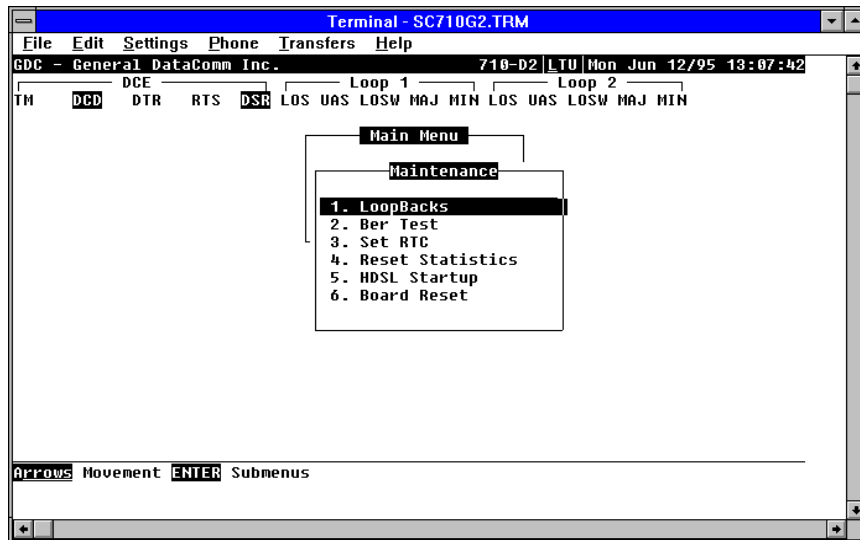 Terminal - SC710G2.TRM
File Edit Settings Phone Transfers Help
GDC - General DataComm Inc. 710-D2 LTU Mon Jun 12/95 13:07:42
DCE Loop 1 Loop 2
TM DCD DTR RTS DSR LOS UAS LOSW MAJ MIN LOS UAS LOSW MAJ MIN
Main Menu
Maintenance
1. LoopBacks
2. Ber Test
3. Set RTC
4. Reset Statistics
5. HDSL Startup
6. Board Reset
Arrows Movement ENTER Submenus